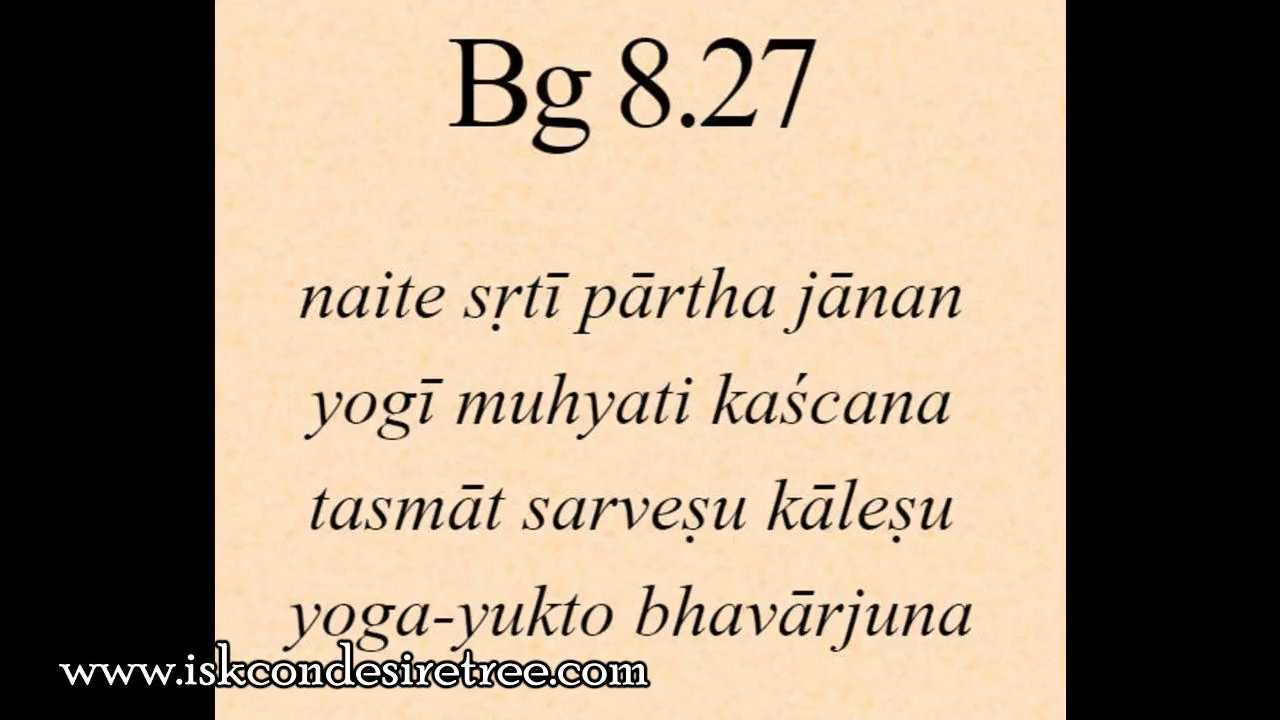 Bg 8.27
naite sṛtī pārtha jānan
yogī muhyati kaścana
tasmāt sarveṣu kāleṣu
yoga-yukto bhavārjuna
www.iskcondesiretree.com